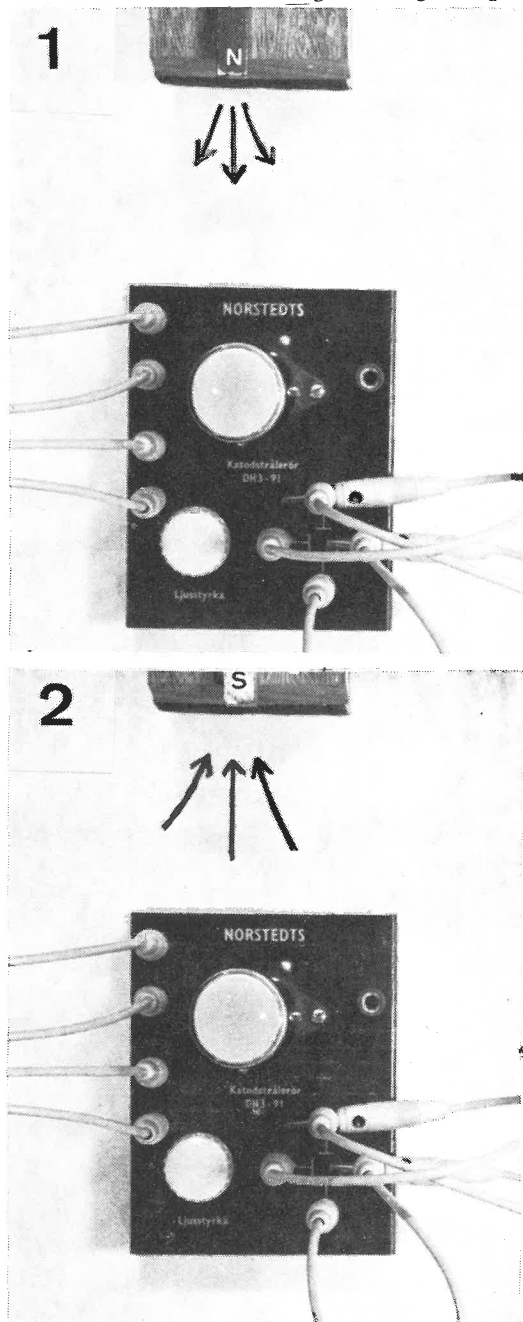 1
N
NORSTEDTS
Katodstrålerör
DH3-91
Ljusstyrka
2
S
NORSTEDTS
Katodstrålerör
DH3-91
Ljusstyrka